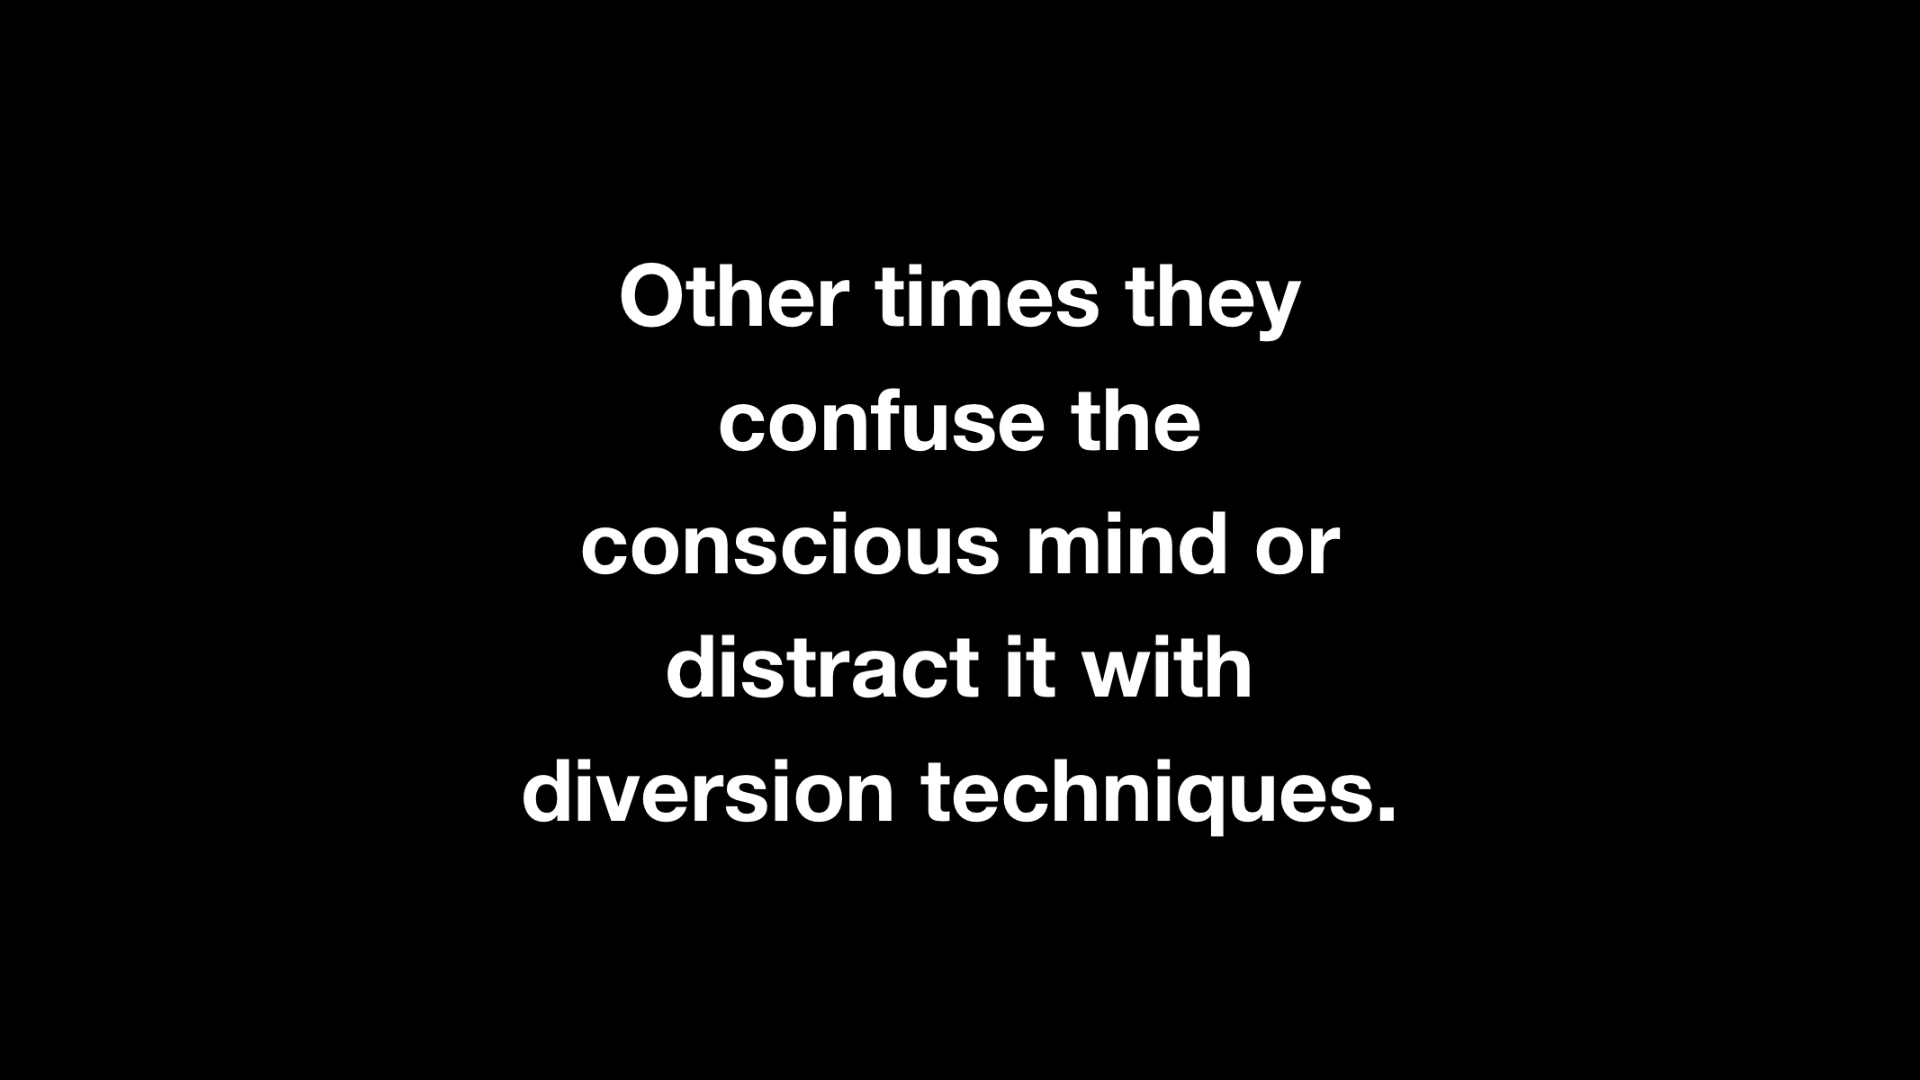 Other times they
confuse the
conscious mind or
distract it with
diversion techniques.